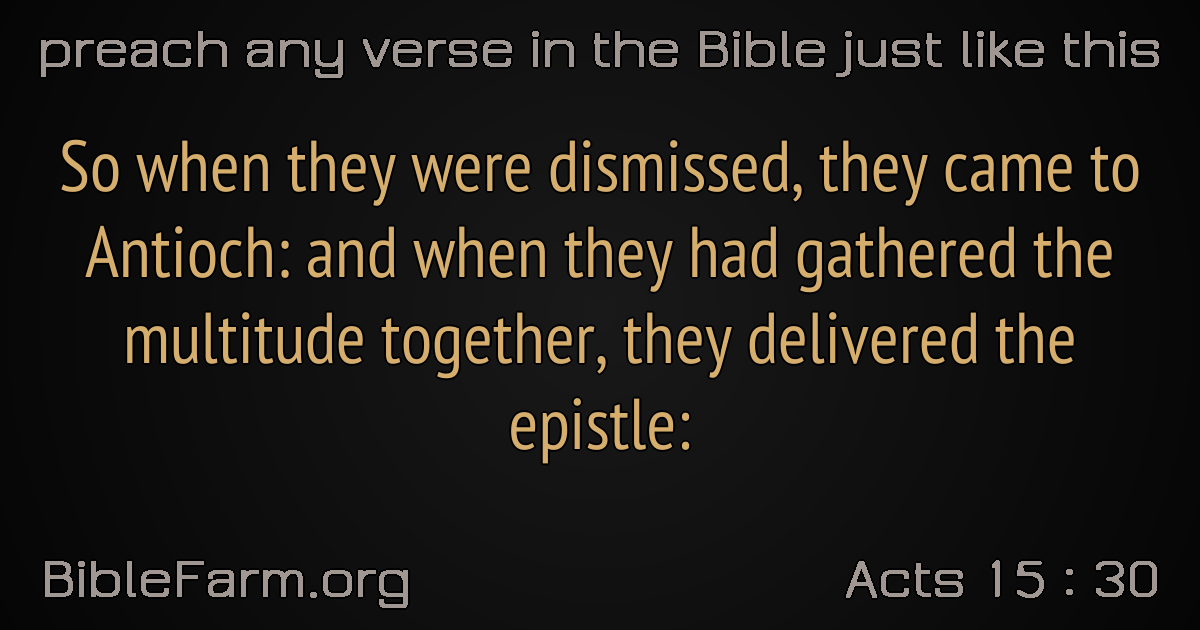 preach any verse in the Bible just like this
So when they were dismissed, they came to
Antioch: and when they had gathered the
multitude together, they delivered the
epistle:
BibleFarm.org
Acts 15 : 30